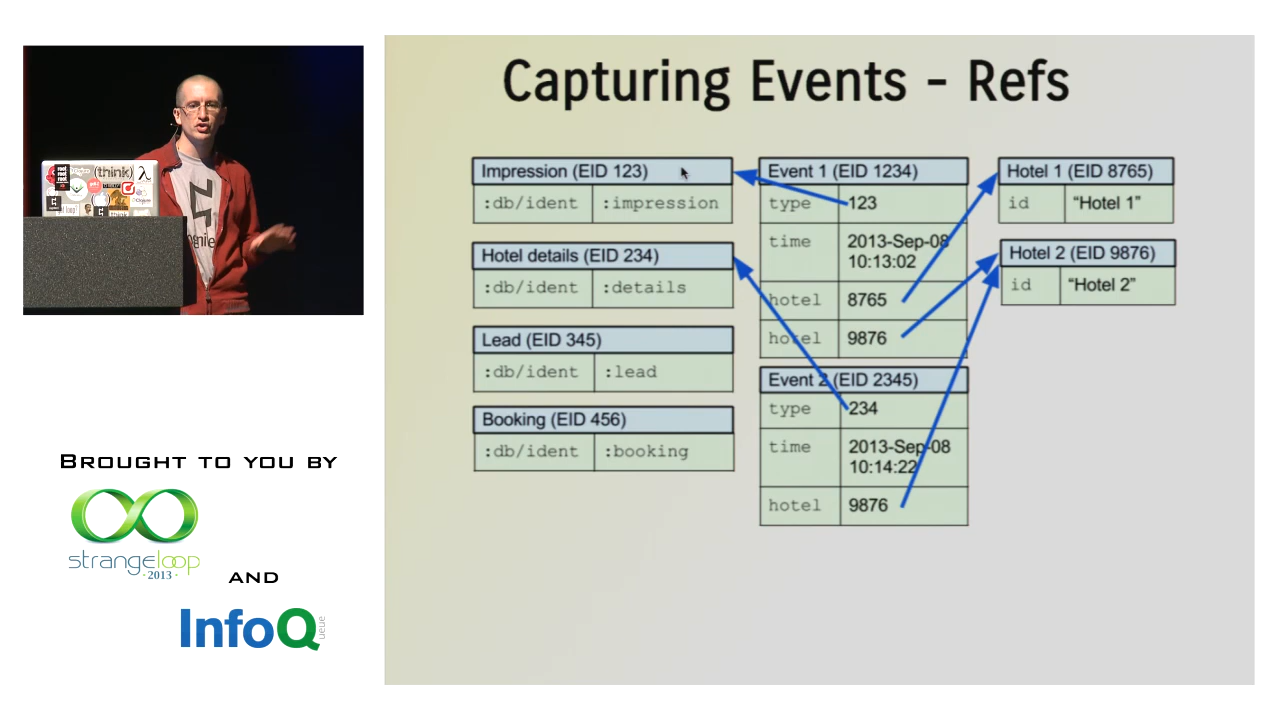 Capturing Events - Refs
Impression (EID 123)
:db/ident :impression
Hotel details (EID 234)
:db/ident :details
Lead (EID 345)
:db/ident :lead
Booking (EID 456)
:db/ident :booking
Event 1 (EID 1234)
type 123
time 2013-Sep-08
10:13:02
hotel 8765
hotel 9876
Event 2 (EID 2345)
type 234
time 2013-Sep-08
10:14:22
hotel 9876
Hotel 1 (EID 8765)
id "Hotel 1"
Hotel 2 (EID 9876)
id "Hotel 2"
(think)
λ
BROUGHT TO YOU BY
strangeloop
·2013·
AND
InfoQ
ueue